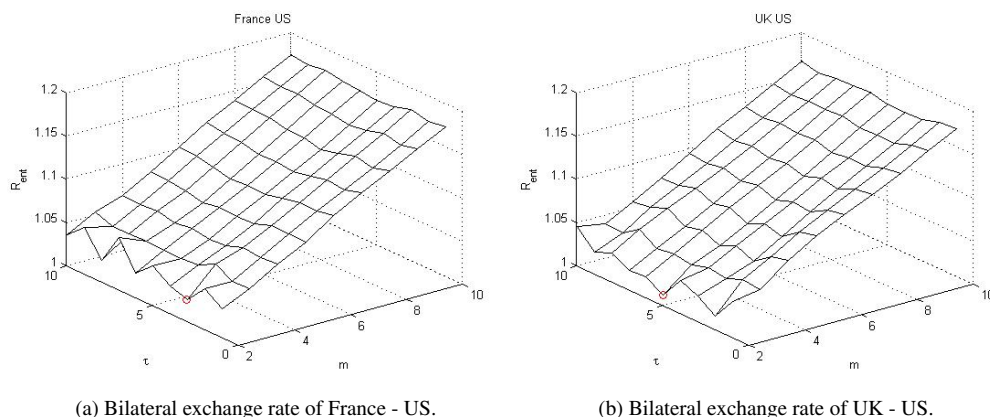 France US
1.2
1.15
1.1
1.05
1
R_ent
10
5
0
τ
2
4
6
8
10
m
UK US
1.2
1.15
1.1
1.05
1
R_ent
10
5
0
τ
2
4
6
8
10
m
(a) Bilateral exchange rate of France - US.
(b) Bilateral exchange rate of UK - US.